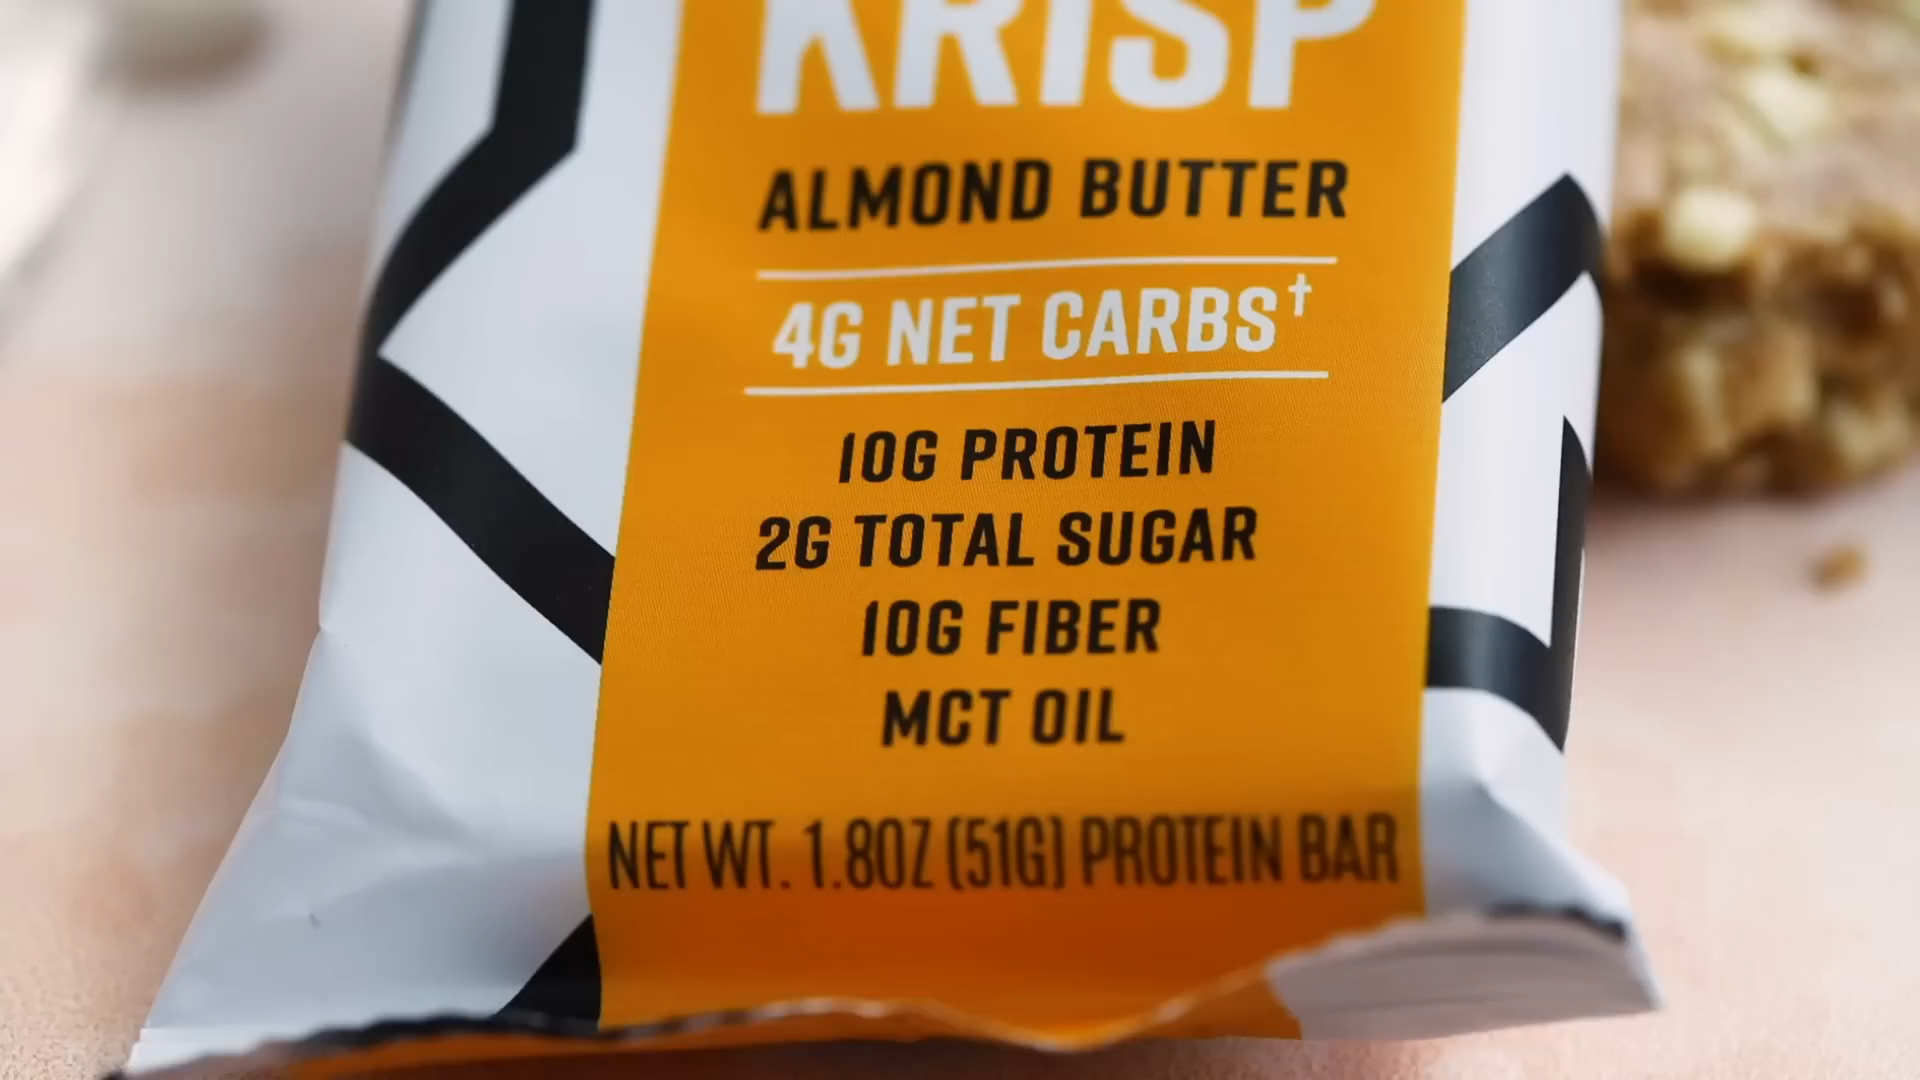 KRISP
ALMOND BUTTER
4G NET CARBS†
10G PROTEIN
2G TOTAL SUGAR
10G FIBER
MCT OIL
NET WT. 1.8OZ (51G) PROTEIN BAR